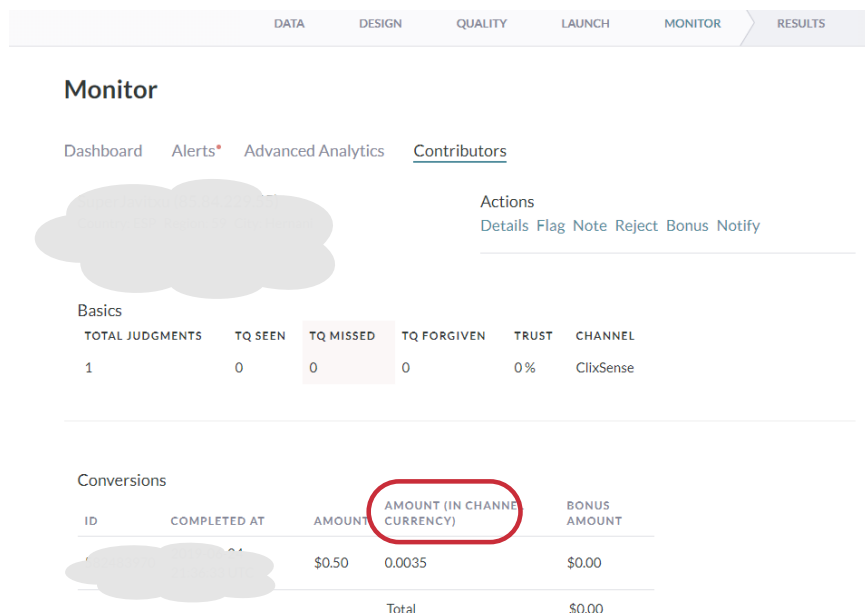 DATA DESIGN QUALITY LAUNCH MONITOR RESULTS
Monitor
Dashboard Alerts Advanced Analytics Contributors
Actions
Details Flag Note Reject Bonus Notify
Basics
TOTAL JUDGMENTS TQ SEEN TQ MISSED TQ FORGIVEN TRUST CHANNEL
1 0 0 0 0% ClixSense
Conversions
AMOUNT (IN CHANNE BONUS
ID COMPLETED AT AMOUNT CURRENCY) AMOUNT
$0.50 0.0035 $0.00
Total $0.00